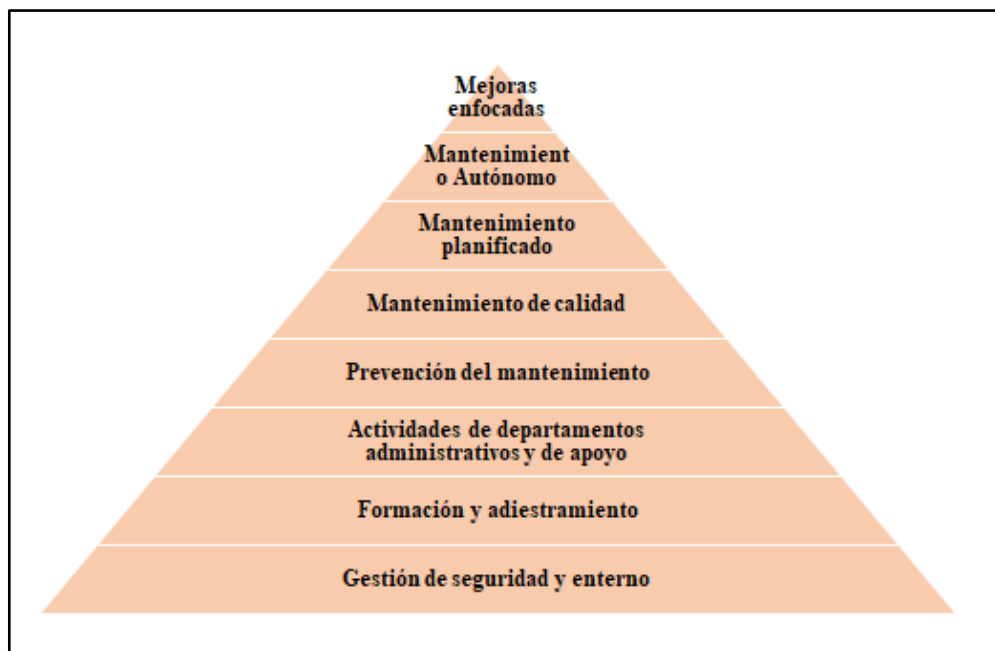 Mejoras
enfocadas
Mantenimient
o Autónomo
Mantenimiento
planificado
Mantenimiento de calidad
Prevención del mantenimiento
Actividades de departamentos
administrativos y de apoyo
Formación y adiestramiento
Gestión de seguridad y enterno